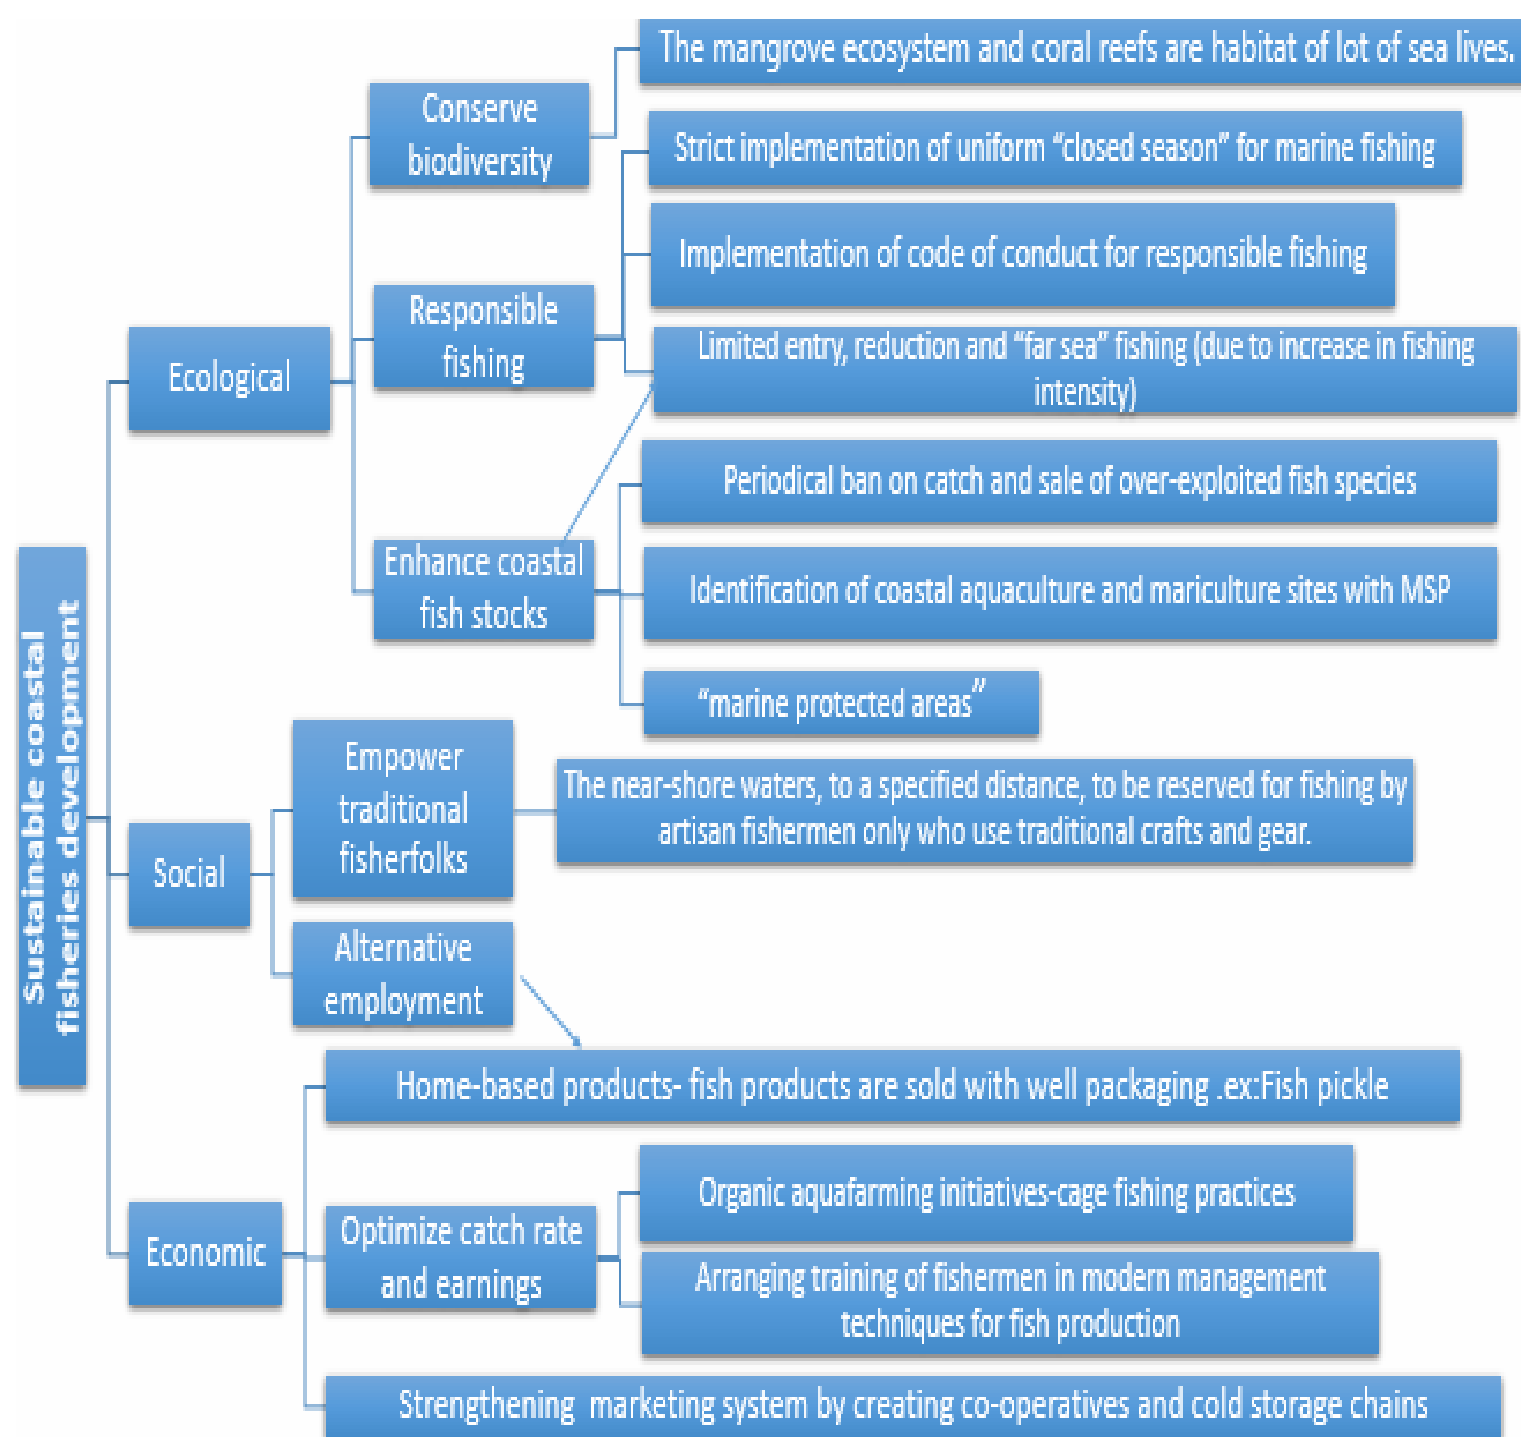 Sustainable coastal
fisheries development
Ecological
Conserve
biodiversity
The mangrove ecosystem and coral reefs are habitat of lot of sea lives.
Responsible
fishing
Strict implementation of uniform “closed season” for marine fishing
Implementation of code of conduct for responsible fishing
Limited entry, reduction and “far sea” fishing (due to increase in fishing
intensity)
Enhance coastal
fish stocks
Periodical ban on catch and sale of over-exploited fish species
Identification of coastal aquaculture and mariculture sites with MSP
“marine protected areas”
Social
Empower
traditional
fisherfolks
The near-shore waters, to a specified distance, to be reserved for fishing by
artisan fishermen only who use traditional crafts and gear.
Alternative
employment
Economic
Home-based products- fish products are sold with well packaging .ex:Fish pickle
Optimize catch rate
and earnings
Organic aquafarming initiatives-cage fishing practices
Arranging training of fishermen in modern management
techniques for fish production
Strengthening marketing system by creating co-operatives and cold storage chains